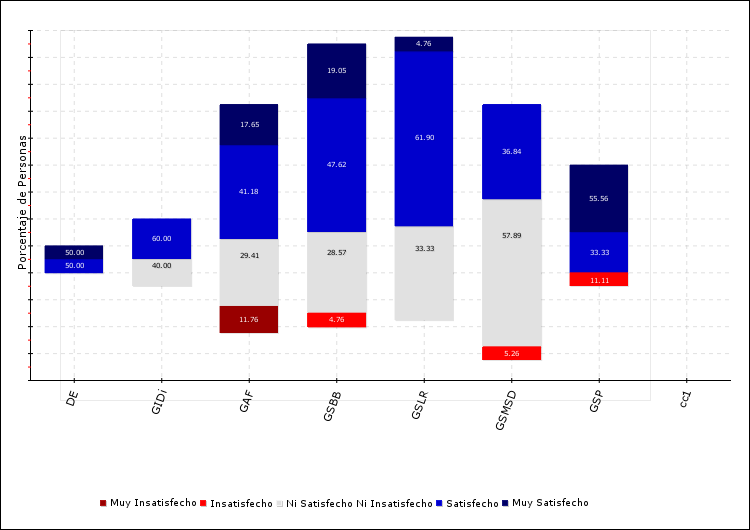 Porcentaje de Personas
4.76
19.05
17.65
61.90
47.62
36.84
41.18
55.56
60.00
57.89
50.00
33.33
28.57
29.41
33.33
50.00
40.00
11.11
11.76
4.76
5.26
DE
GIDi
GAF
GSBB
GSLR
GSMSD
GSP
cc1
Muy Insatisfecho Insatisfecho Ni Satisfecho Ni Insatisfecho Satisfecho Muy Satisfecho